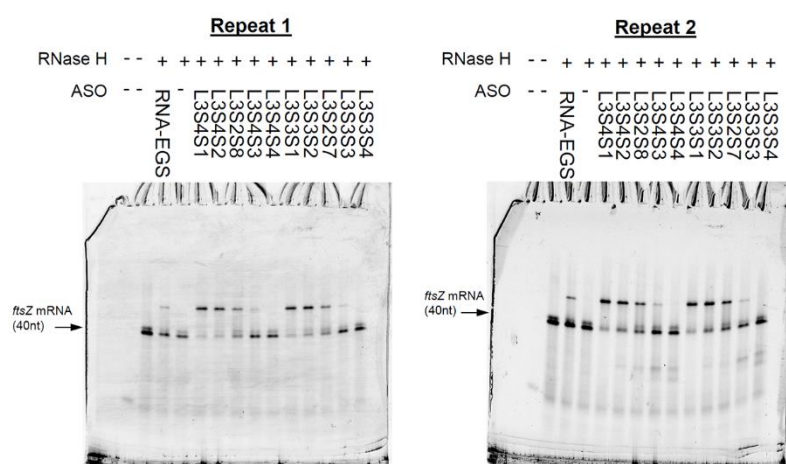 Repeat 1
RNase H - - + + + + + + + + + + + +
ASO - - RNA-EGS - L3S4S1 L3S4S2 L3S2S8 L3S4S3 L3S4S4 L3S3S1 L3S3S2 L3S2S7 L3S3S3 L3S3S4
ftsZ mRNA
(40nt)
Repeat 2
RNase H - - + + + + + + + + + + + +
ASO - - RNA-EGS - L3S4S1 L3S4S2 L3S2S8 L3S4S3 L3S4S4 L3S3S1 L3S3S2 L3S2S7 L3S3S3 L3S3S4
ftsZ mRNA
(40nt)